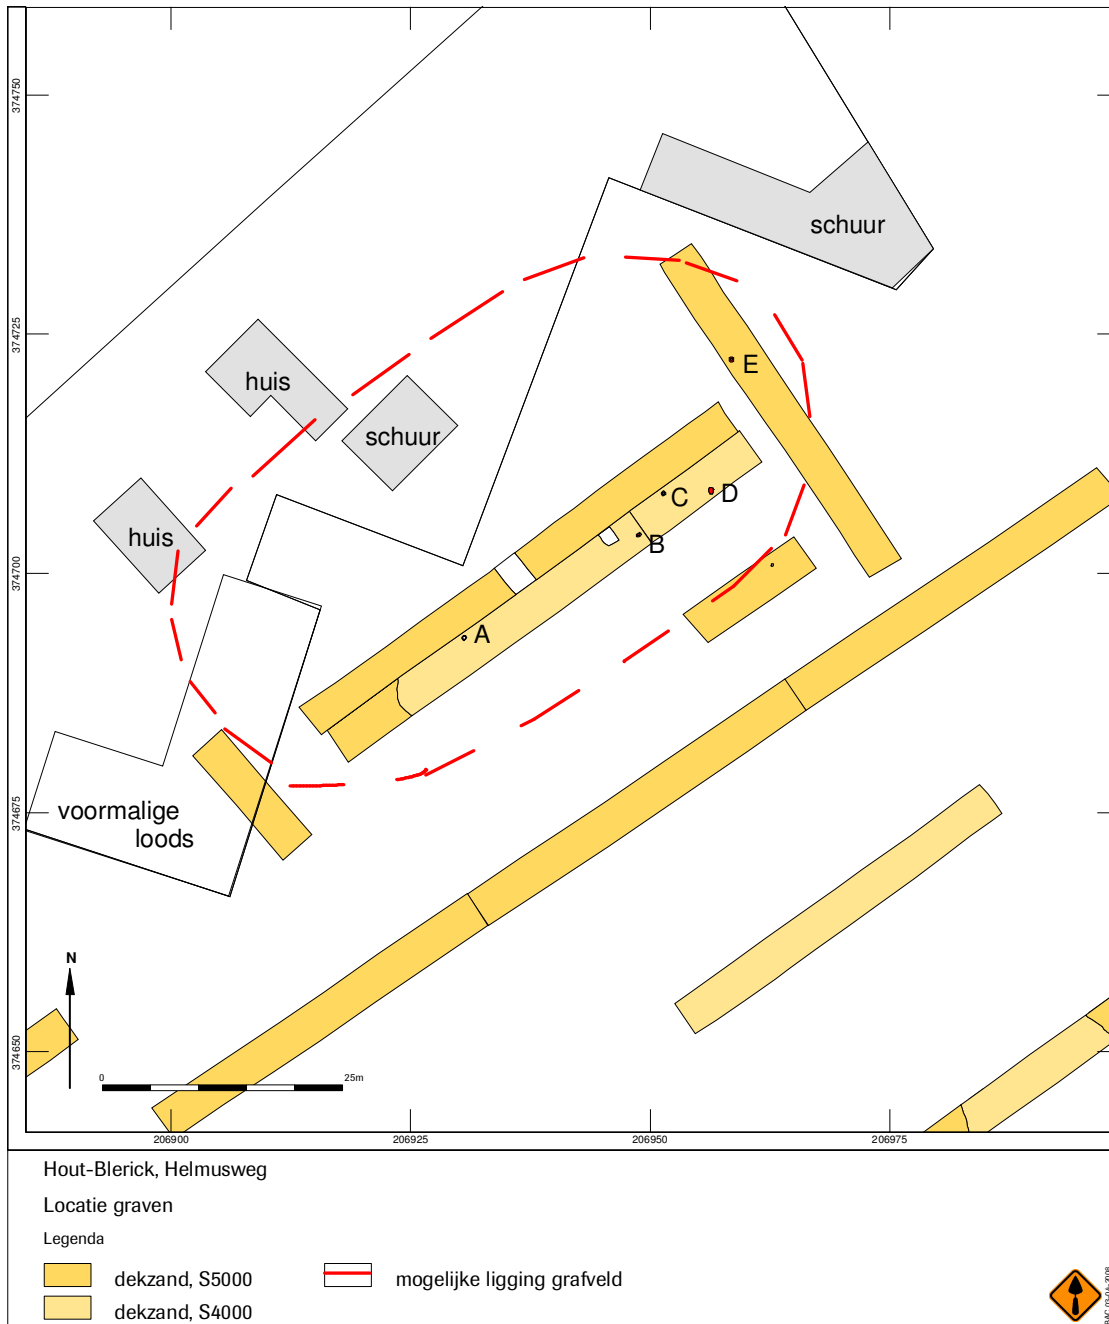 374750
374725
374700
374675
374650
schuur
huis
schuur
huis
E
C
D
B
A
voormalige
loods
N
0
25m
206900
206925
206950
206975
Hout-Blerick, Helmusweg
Locatie graven
Legenda
dekzand, S5000
mogelijke ligging grafveld
dekzand, S4000